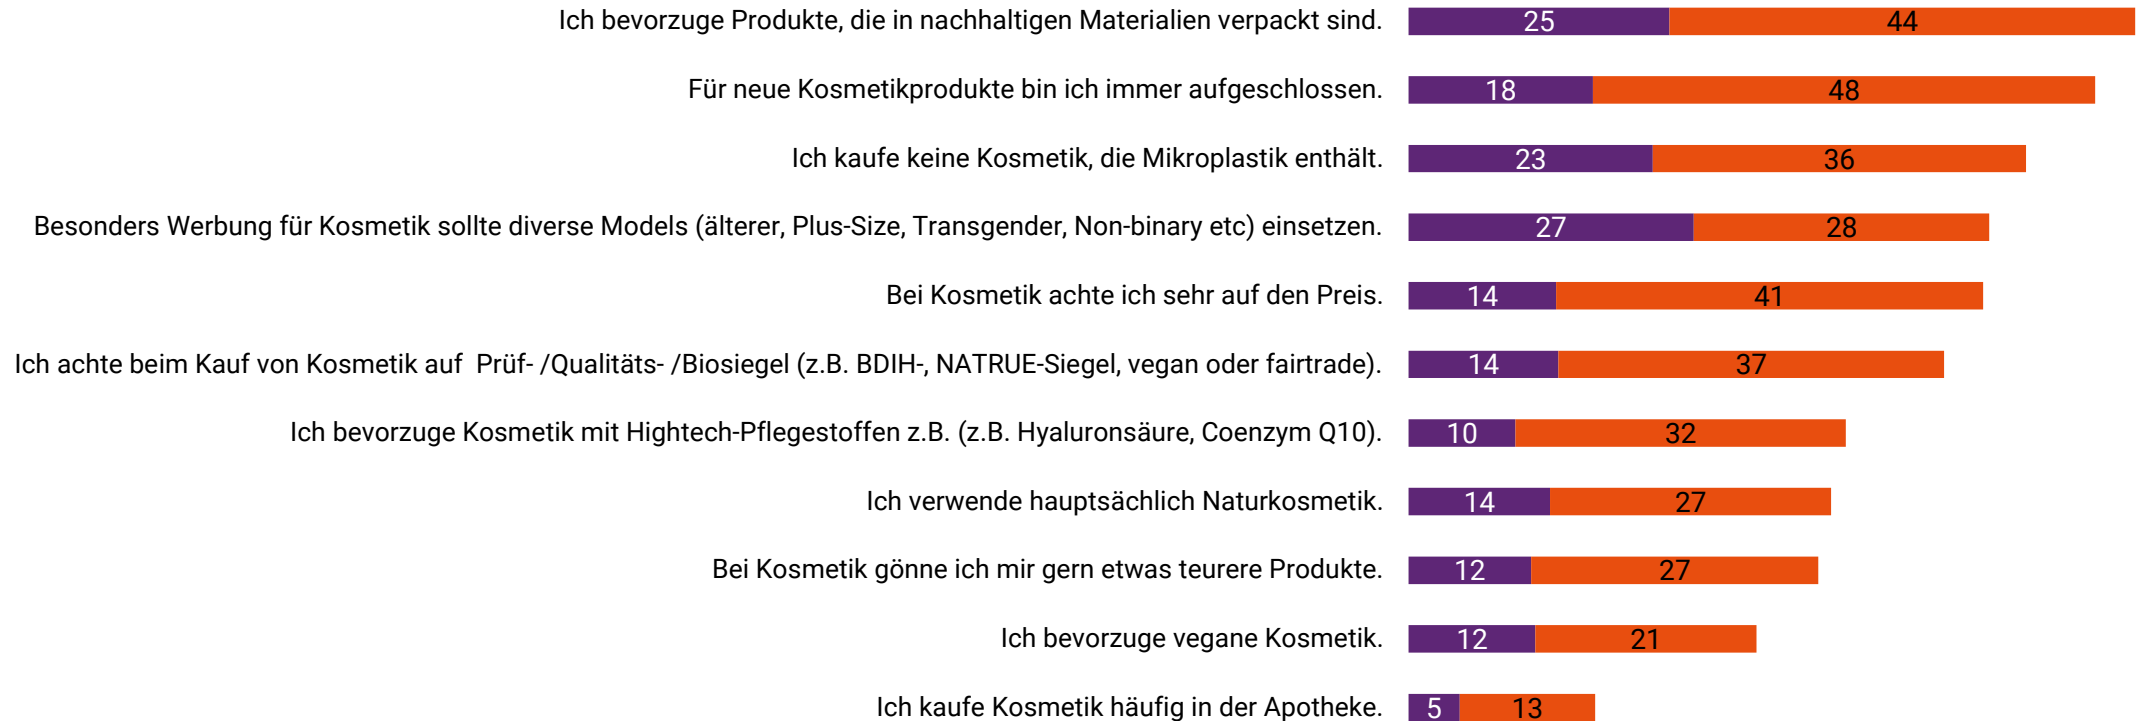 Ich bevorzuge Produkte, die in nachhaltigen Materialien verpackt sind. 25 44
Für neue Kosmetikprodukte bin ich immer aufgeschlossen. 18 48
Ich kaufe keine Kosmetik, die Mikroplastik enthält. 23 36
Besonders Werbung für Kosmetik sollte diverse Models (älterer, Plus-Size, Transgender, Non-binary etc) einsetzen. 27 28
Bei Kosmetik achte ich sehr auf den Preis. 14 41
Ich achte beim Kauf von Kosmetik auf  Prüf- /Qualitäts- /Biosiegel (z.B. BDIH-, NATRUE-Siegel, vegan oder fairtrade). 14 37
Ich bevorzuge Kosmetik mit Hightech-Pflegestoffen z.B. (z.B. Hyaluronsäure, Coenzym Q10). 10 32
Ich verwende hauptsächlich Naturkosmetik. 14 27
Bei Kosmetik gönne ich mir gern etwas teurere Produkte. 12 27
Ich bevorzuge vegane Kosmetik. 12 21
Ich kaufe Kosmetik häufig in der Apotheke. 5 13